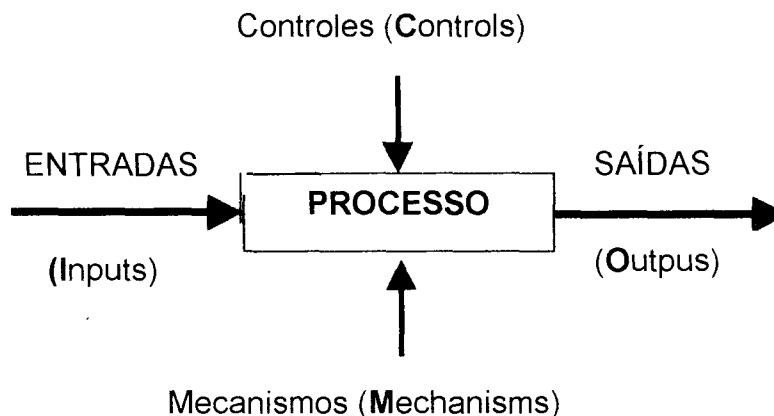 Controles (Controls)
ENTRADAS
SAÍDAS
PROCESSO
(Inputs)
(Outpus)
Mecanismos (Mechanisms)